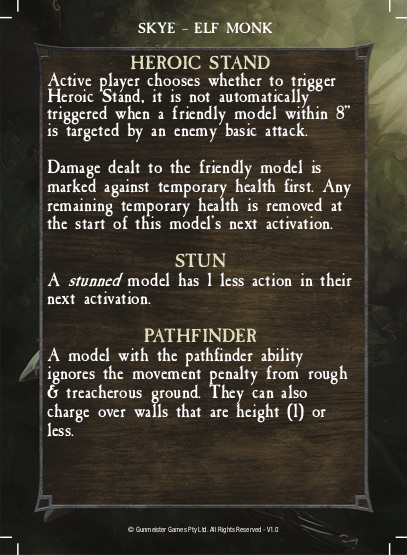 SKYE - ELF MONK
HEROIC STAND
Active player chooses whether to trigger
Heroic Stand, it is not automatically
triggered when a friendly model within 8"
is targeted by an enemy basic attack.
Damage dealt to the friendly model is
marked against temporary health first. Any
remaining temporary health is removed at
the start of this model's next activation.
STUN
A stunned model has 1 less action in their
next activation.
PATHFINDER
A model with the pathfinder ability
ignores the movement penalty from rough
& treacherous ground. They can also
charge over walls that are height (1) or
less.
© Gunmeister Games Pty Ltd. All Rights Reserved - V1.0